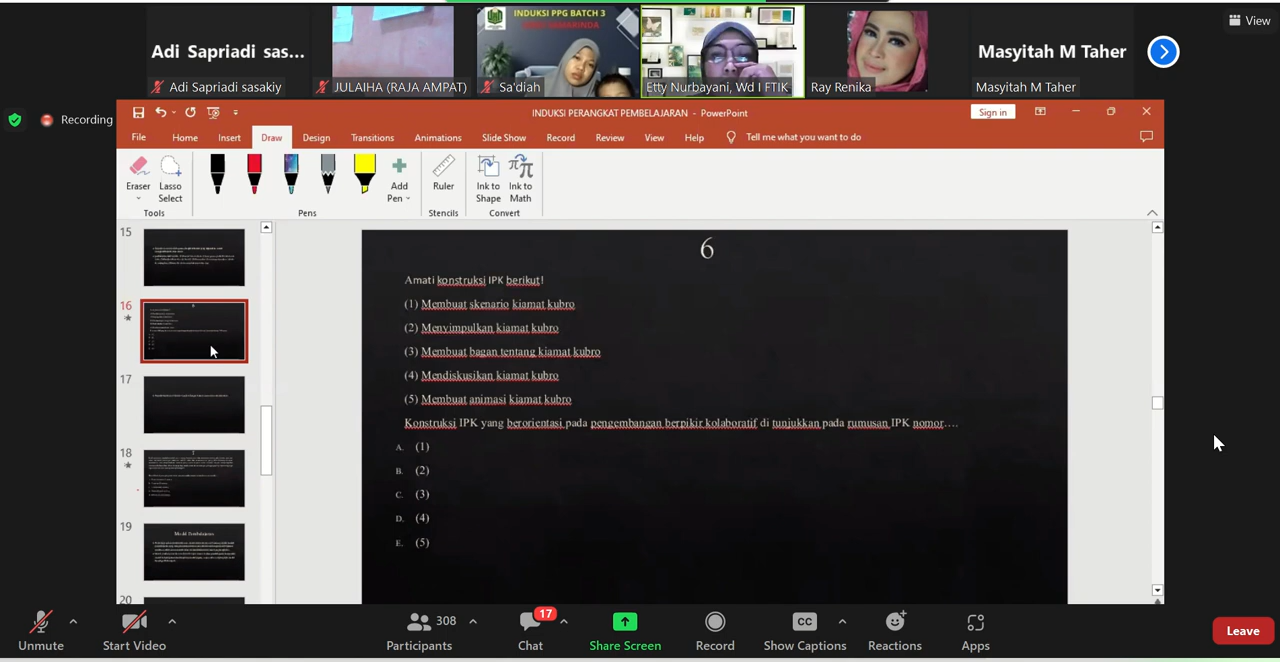 INDUKSI PPG BATCH 3
View
Adi Sapriadi sas...
Masyitah M Taher
Adi Sapriadi sasakiy
JULAIHA (RAJA AMPAT)
Sa'diah
Etty Nurbayani, Wd I FTIK
Ray Renika
Masyitah M Taher
Recording
INDUKSI PERANGKAT PEMBELAJARAN - PowerPoint
Sign in
File Home Insert Draw Design Transitions Animations Slide Show Record Review View Help Tell me what you want to do
Eraser
Lasso Select
Add Pen
Ruler
Ink to Shape
Ink to Math
Tools
Pens
Stencils
Convert
15
16
17
18
19
Model Pembelajaran
20
6
Amati konstruksi IPK berikut!
(1) Membuat skenario kiamat kubro
(2) Menyimpulkan kiamat kubro
(3) Membuat bagan tentang kiamat kubro
(4) Mendiskusikan kiamat kubro
(5) Membuat animasi kiamat kubro
Konstruksi IPK yang berorientasi pada pengembangan berpikir kolaboratif di tunjukkan pada rumusan IPK nomor….
A. (1)
B. (2)
C. (3)
D. (4)
E. (5)
Unmute
Start Video
308
Participants
17
Chat
Share Screen
Record
CC
Show Captions
Reactions
Apps
Leave